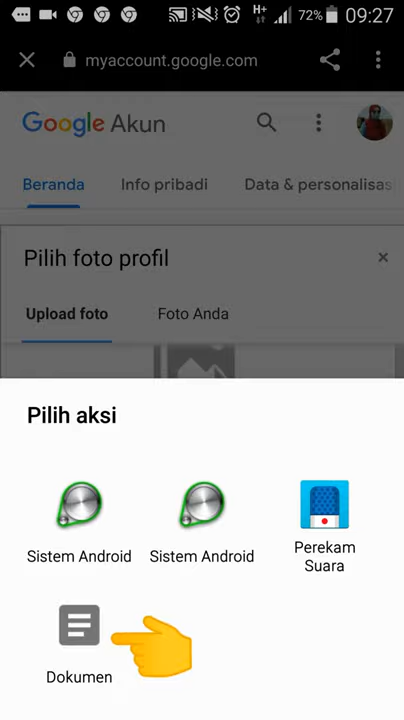 H+ 72% 09:27
myaccount.google.com
Google Akun
Beranda Info pribadi Data & personalisasi
Pilih foto profil
Upload foto Foto Anda
Pilih aksi
Sistem Android Sistem Android Perekam Suara
Dokumen